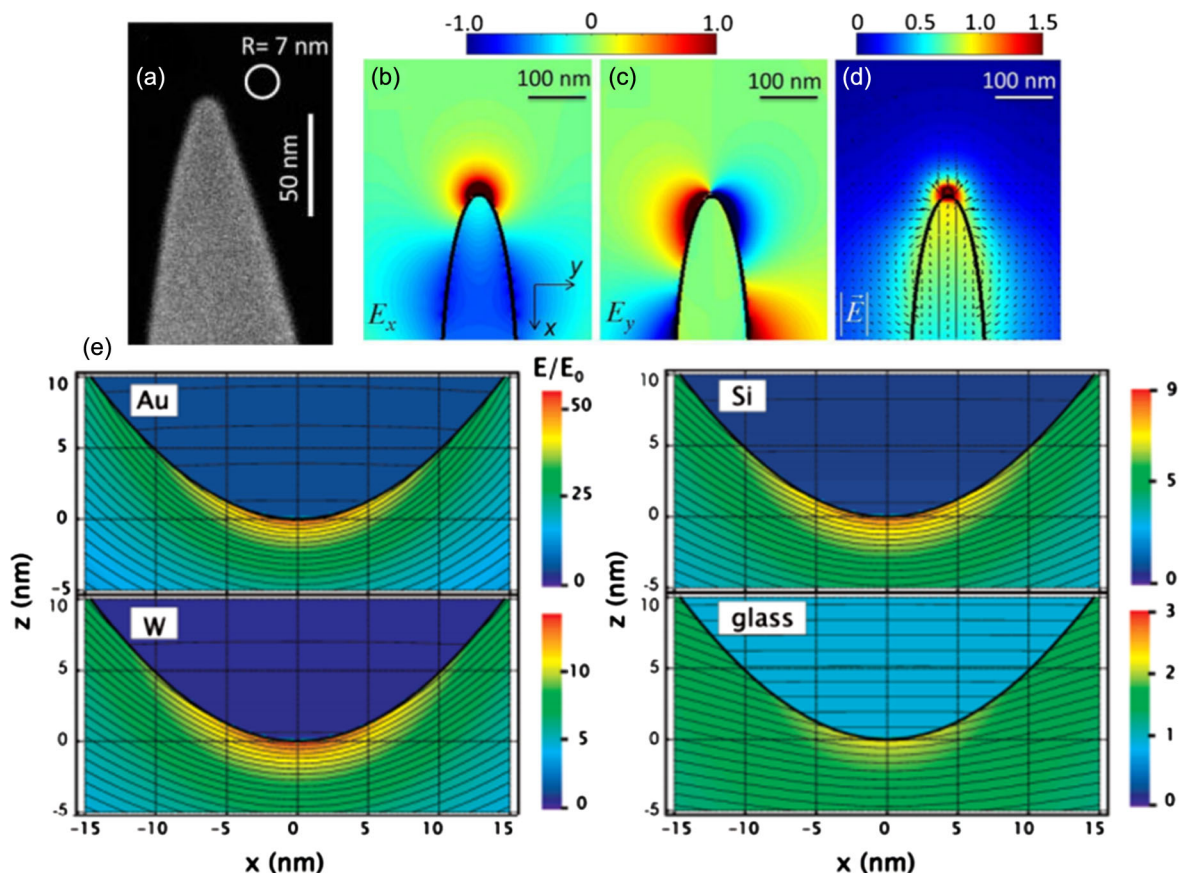 -1.0 0 1.0
0 0.5 1.0 1.5
(a)
R= 7 nm
50 nm
(b)
100 nm
E_x
y
x
(c)
100 nm
E_y
(d)
100 nm
|E⃗|
(e)
E/E₀
Au
10
5
0
-5
50
25
0
Si
10
5
0
-5
9
5
0
W
10
5
0
-5
10
5
0
glass
10
5
0
-5
3
2
1
0
z (nm)
z (nm)
-15 -10 -5 0 5 10 15
-15 -10 -5 0 5 10 15
x (nm)
x (nm)